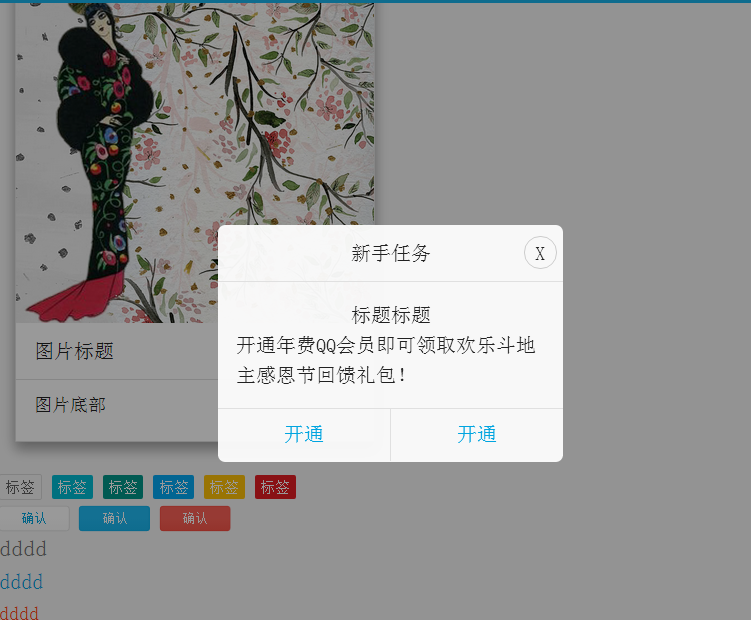 新手任务 X
标题标题
开通年费QQ会员即可领取欢乐斗地
主感恩节回馈礼包!
开通 开通
图片标题
图片底部
标签 标签 标签 标签 标签 标签
确认 确认 确认
dddd
dddd
dddd